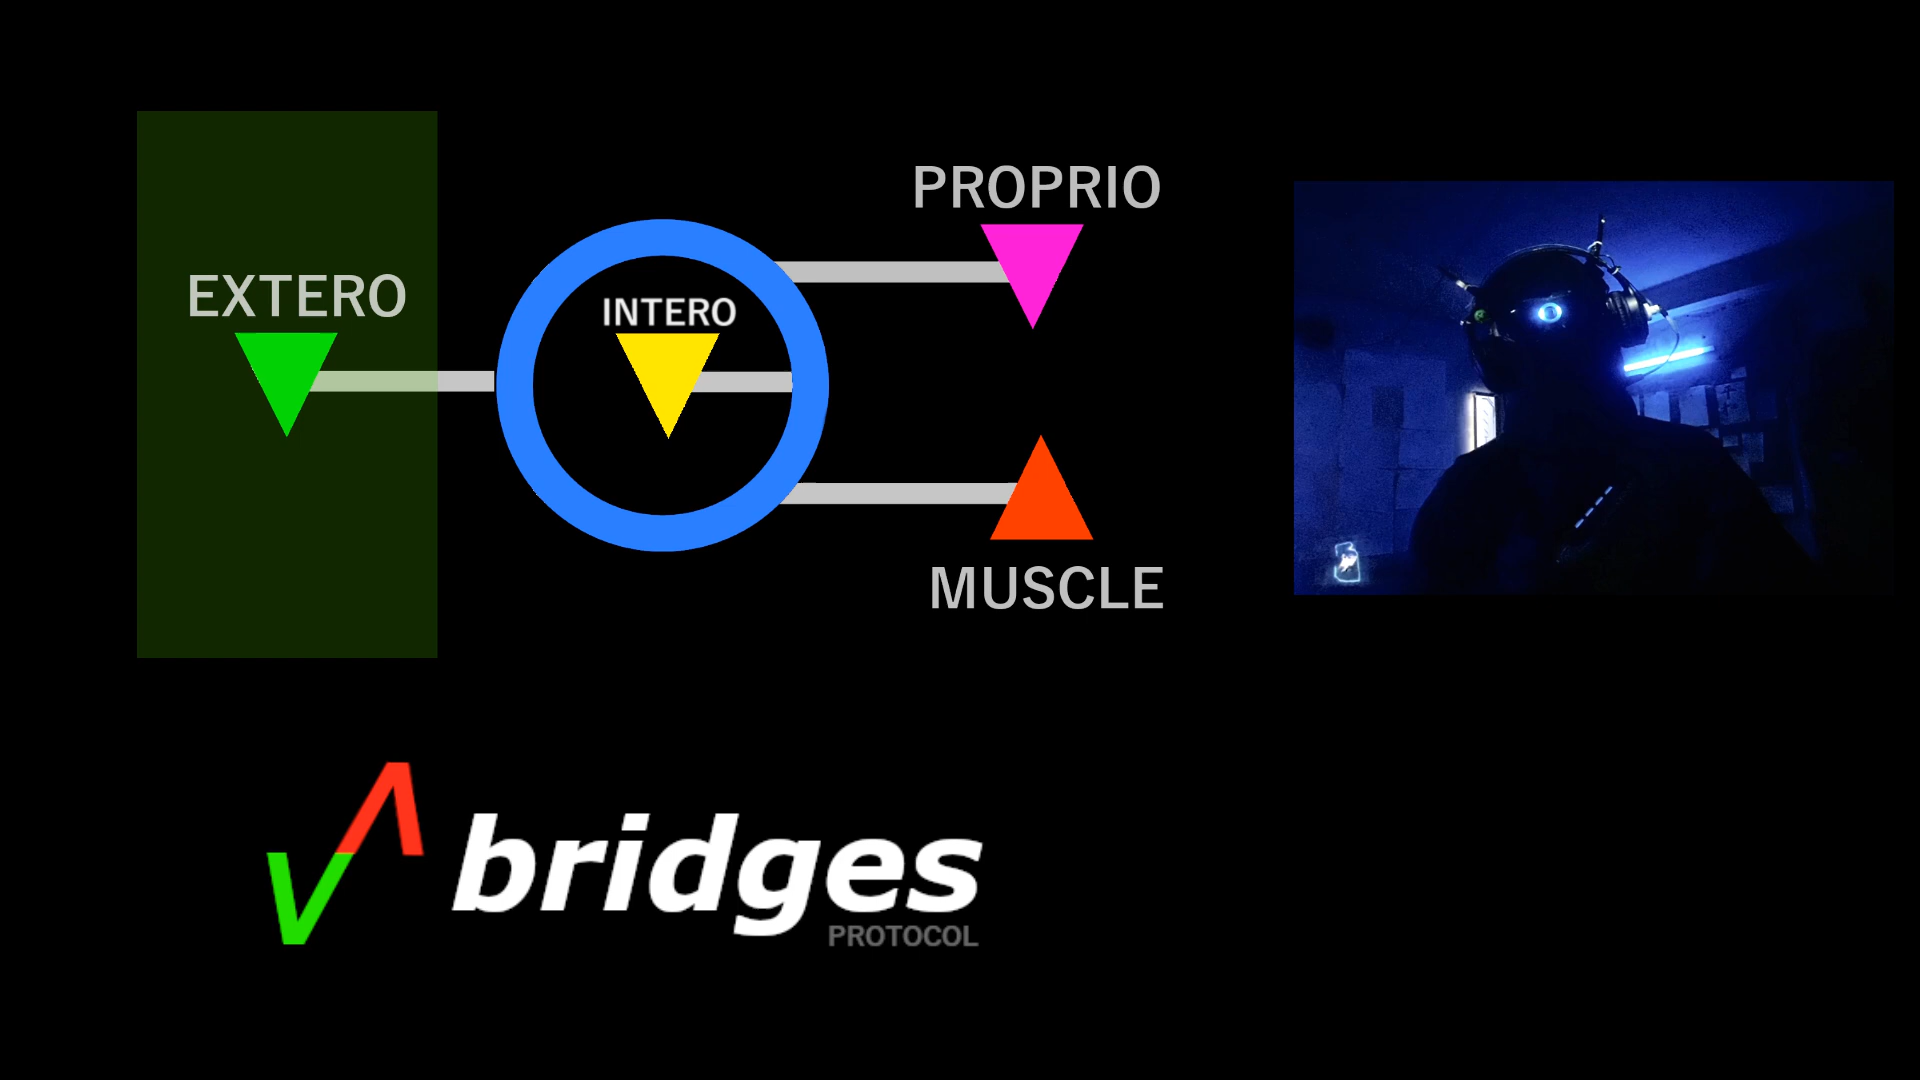 PROPRIO
EXTERO
INTERO
MUSCLE
bridges
PROTOCOL